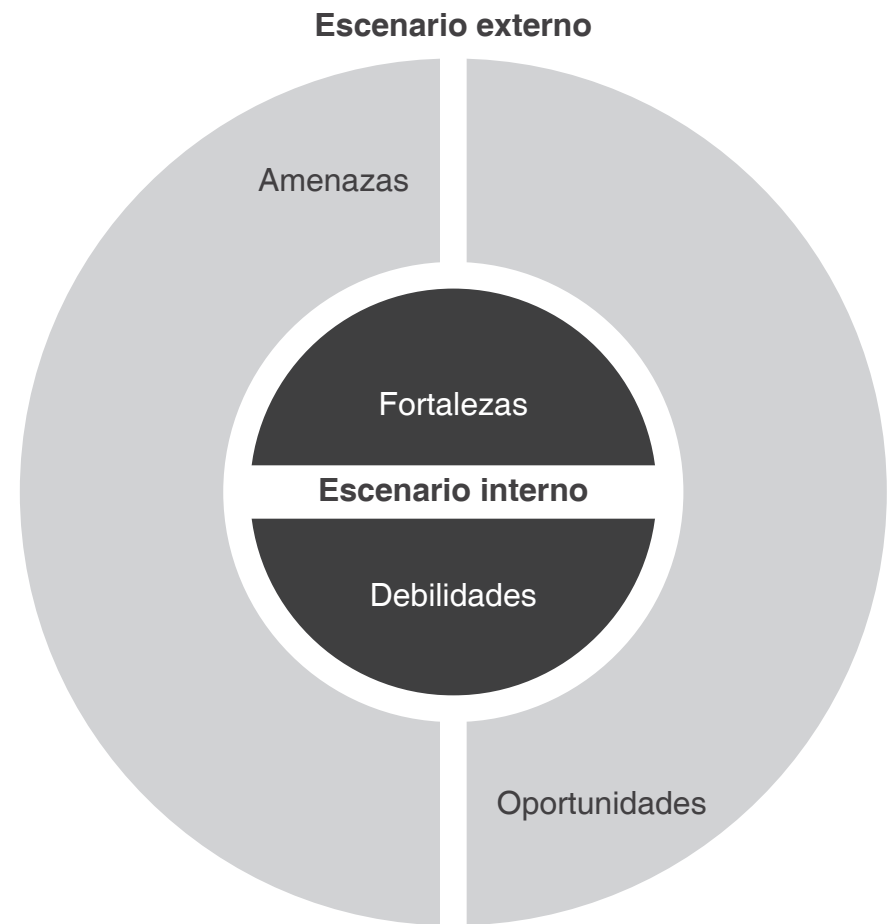 Escenario externo
Amenazas
Fortalezas
Escenario interno
Debilidades
Oportunidades